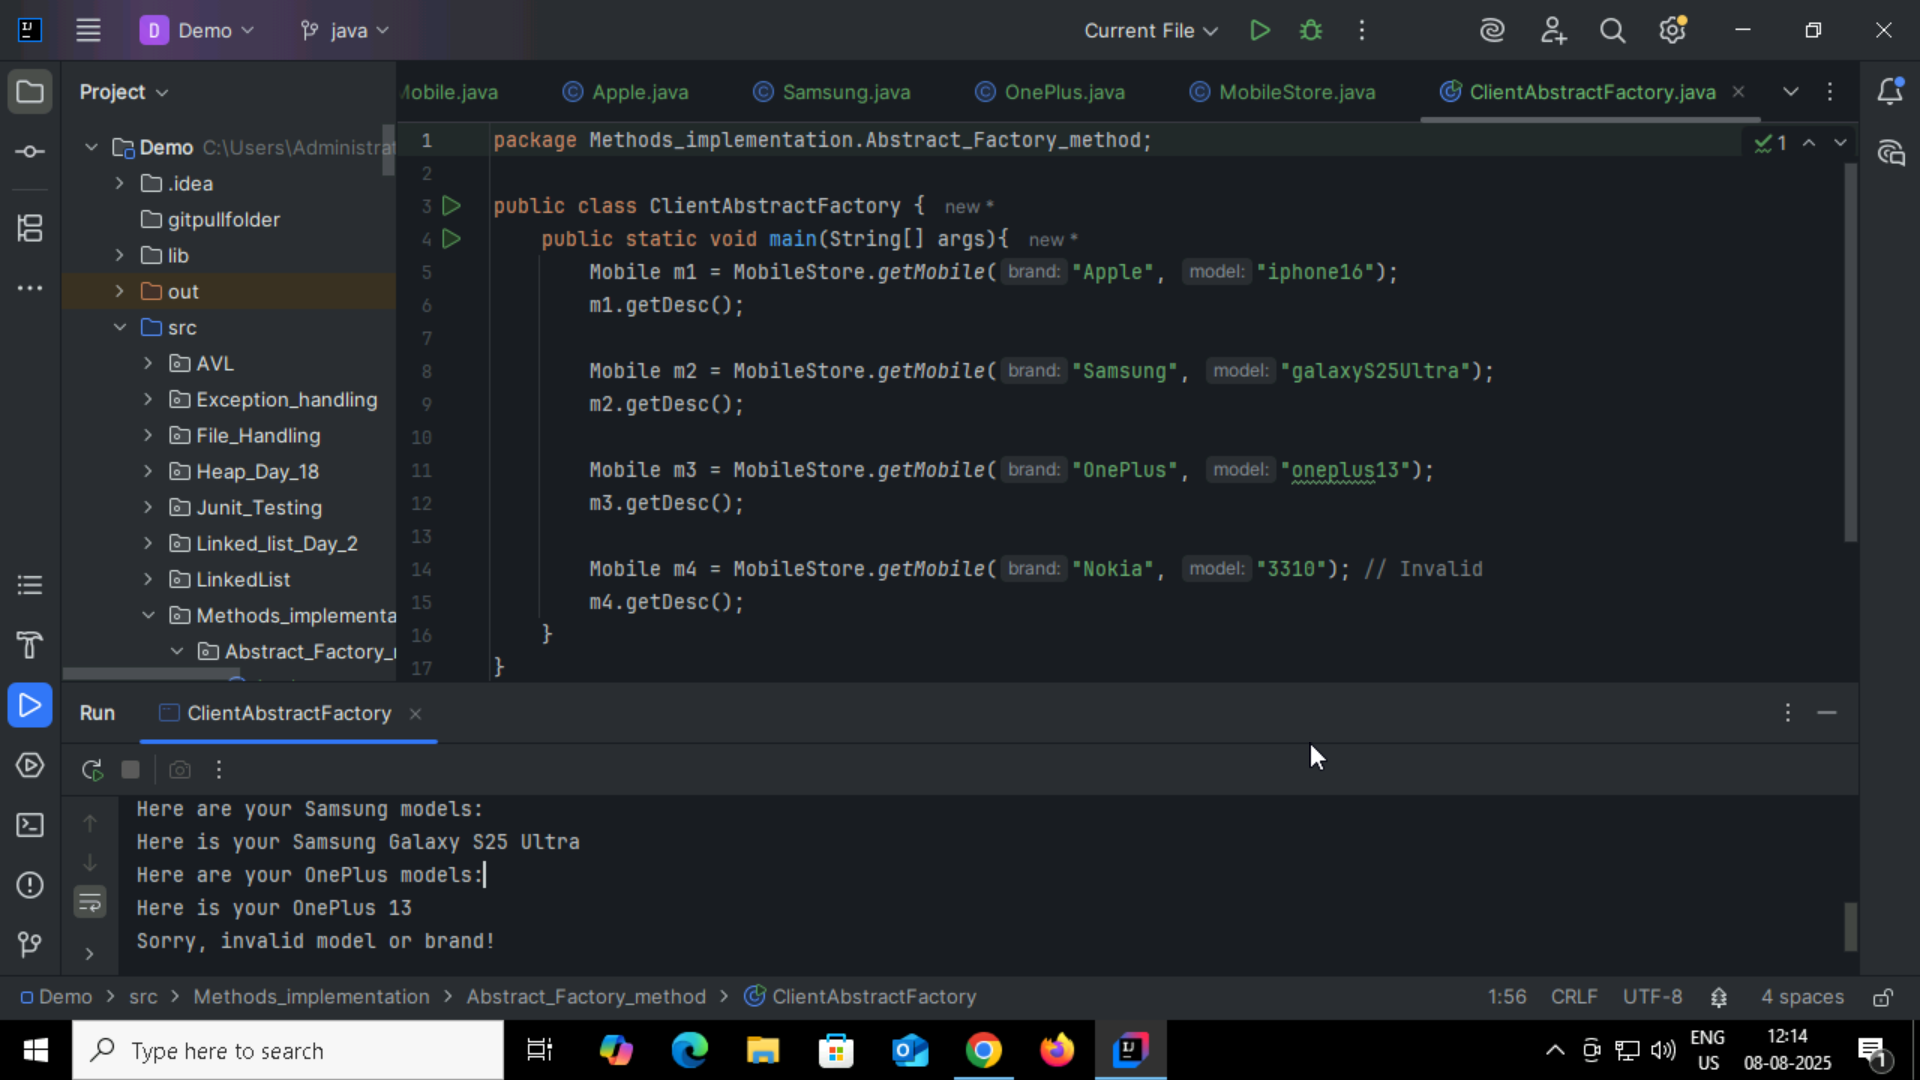 Demo
java
Current File
Project
Mobile.java
Apple.java
Samsung.java
OnePlus.java
MobileStore.java
ClientAbstractFactory.java
Demo C:\Users\Administra
.idea
gitpullfolder
lib
out
src
AVL
Exception_handling
File_Handling
Heap_Day_18
Junit_Testing
Linked_list_Day_2
LinkedList
Methods_implementa
Abstract_Factory_
1 package Methods_implementation.Abstract_Factory_method;
1
2
3 public class ClientAbstractFactory { new *
4 public static void main(String[] args){ new *
5 Mobile m1 = MobileStore.getMobile( brand: "Apple", model: "iphone16");
6 m1.getDesc();
7
8 Mobile m2 = MobileStore.getMobile( brand: "Samsung", model: "galaxyS25Ultra");
9 m2.getDesc();
10
11 Mobile m3 = MobileStore.getMobile( brand: "OnePlus", model: "oneplus13");
12 m3.getDesc();
13
14 Mobile m4 = MobileStore.getMobile( brand: "Nokia", model: "3310"); // Invalid
15 m4.getDesc();
16 }
17 }
Run
ClientAbstractFactory
Here are your Samsung models:
Here is your Samsung Galaxy S25 Ultra
Here are your OnePlus models:
Here is your OnePlus 13
Sorry, invalid model or brand!
Demo > src > Methods_implementation > Abstract_Factory_method > ClientAbstractFactory
1:56 CRLF UTF-8 4 spaces
Type here to search
ENG
US
12:14
08-08-2025
1